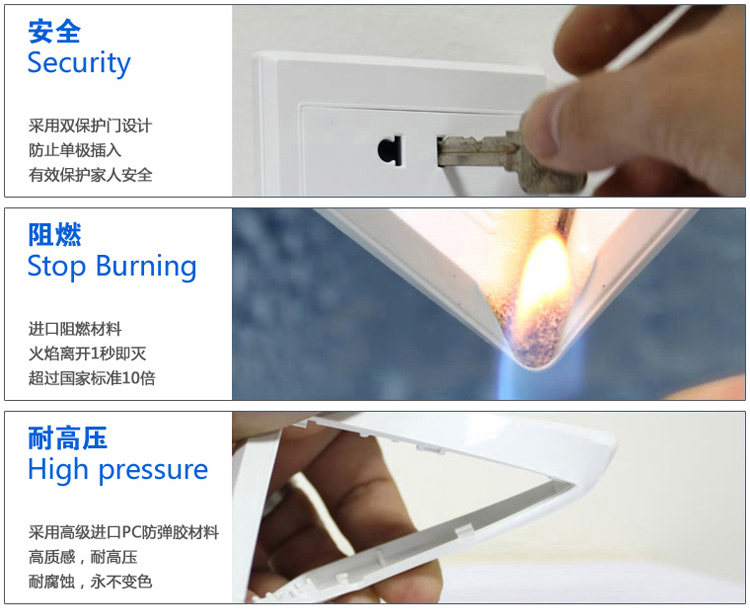 安全
Security
采用双保护门设计
防止单极插入
有效保护家人安全
阻燃
Stop Burning
进口阻燃材料
火焰离开1秒即灭
超过国家标准10倍
耐高压
High pressure
采用高级进口PC防弹胶材料
高质感，耐高压
耐腐蚀，永不变色